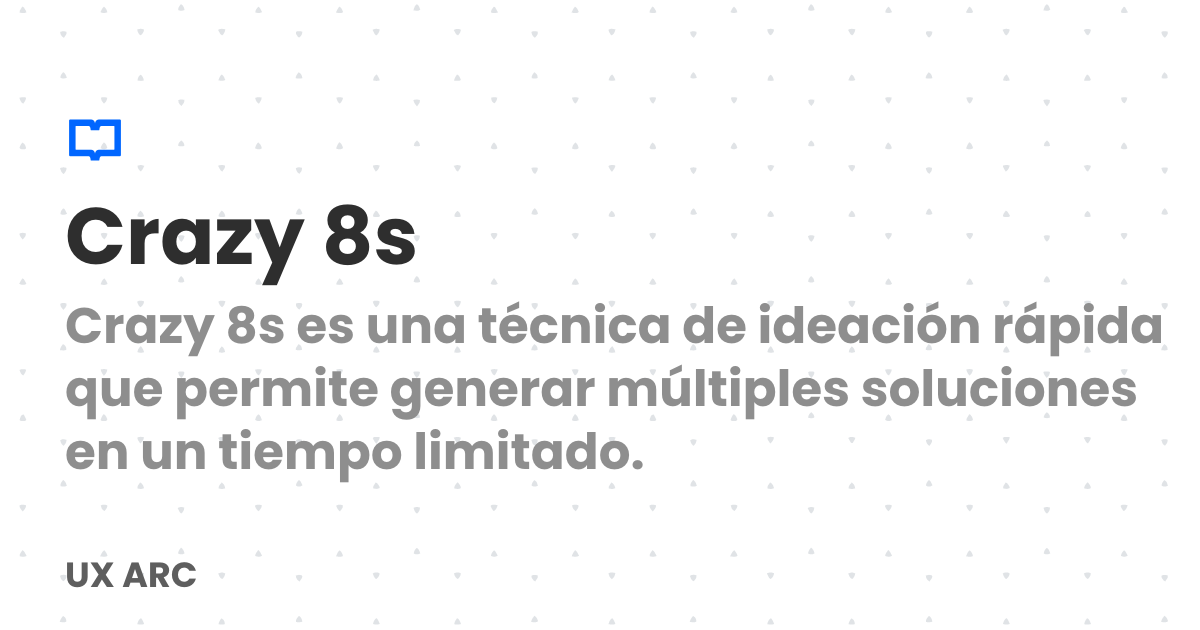 Crazy 8s
Crazy 8s es una técnica de ideación rápida
que permite generar múltiples soluciones
en un tiempo limitado.
UX ARC